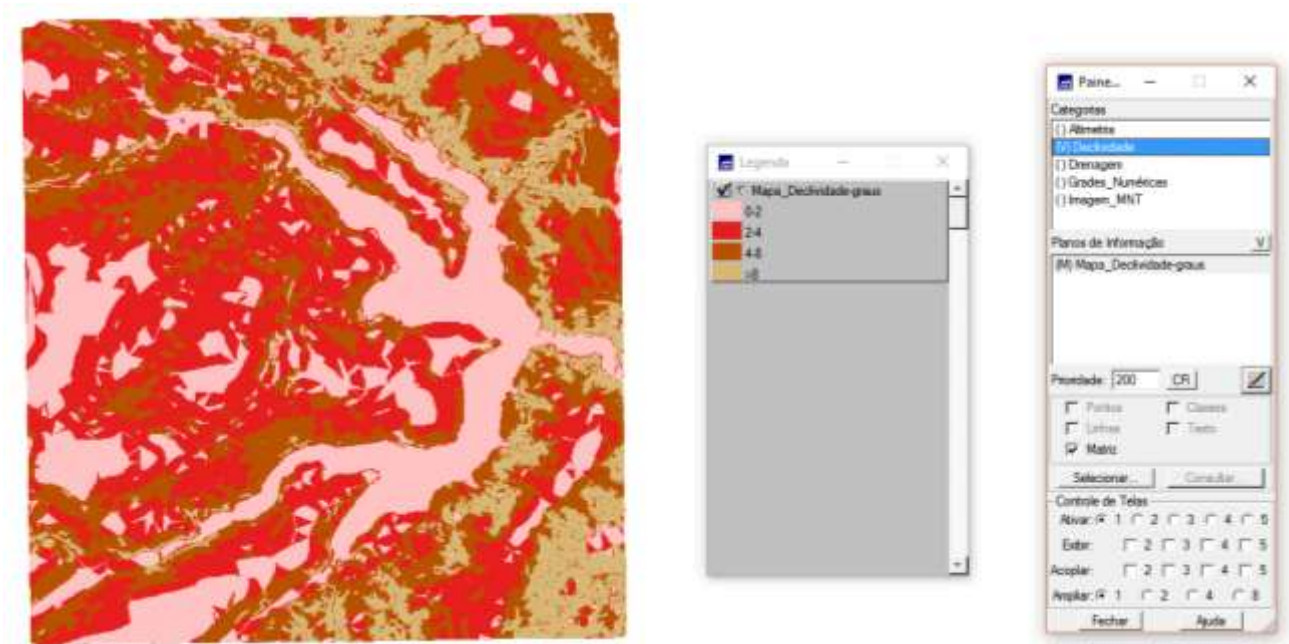 Legenda
Mapa_Declividade-graus
0-2
2-4
4-8
>8
Paine...
Categorias
() Altimetria
(V) Declividade
() Drenagem
() Grades_Numéricas
() Imagem_MNT
Planos de Informação V
(M) Mapa_Declividade-graus
Prioridade: 200 CR
Pontos Classes
Linhas Texto
Matriz
Selecionar... Consultar
Controle de Telas
Ativar: 1 2 3 4 5
Exibir: 2 3 4 5
Acoplar: 2 3 4 5
Ampliar: 1 2 4 8
Fechar Ajuda